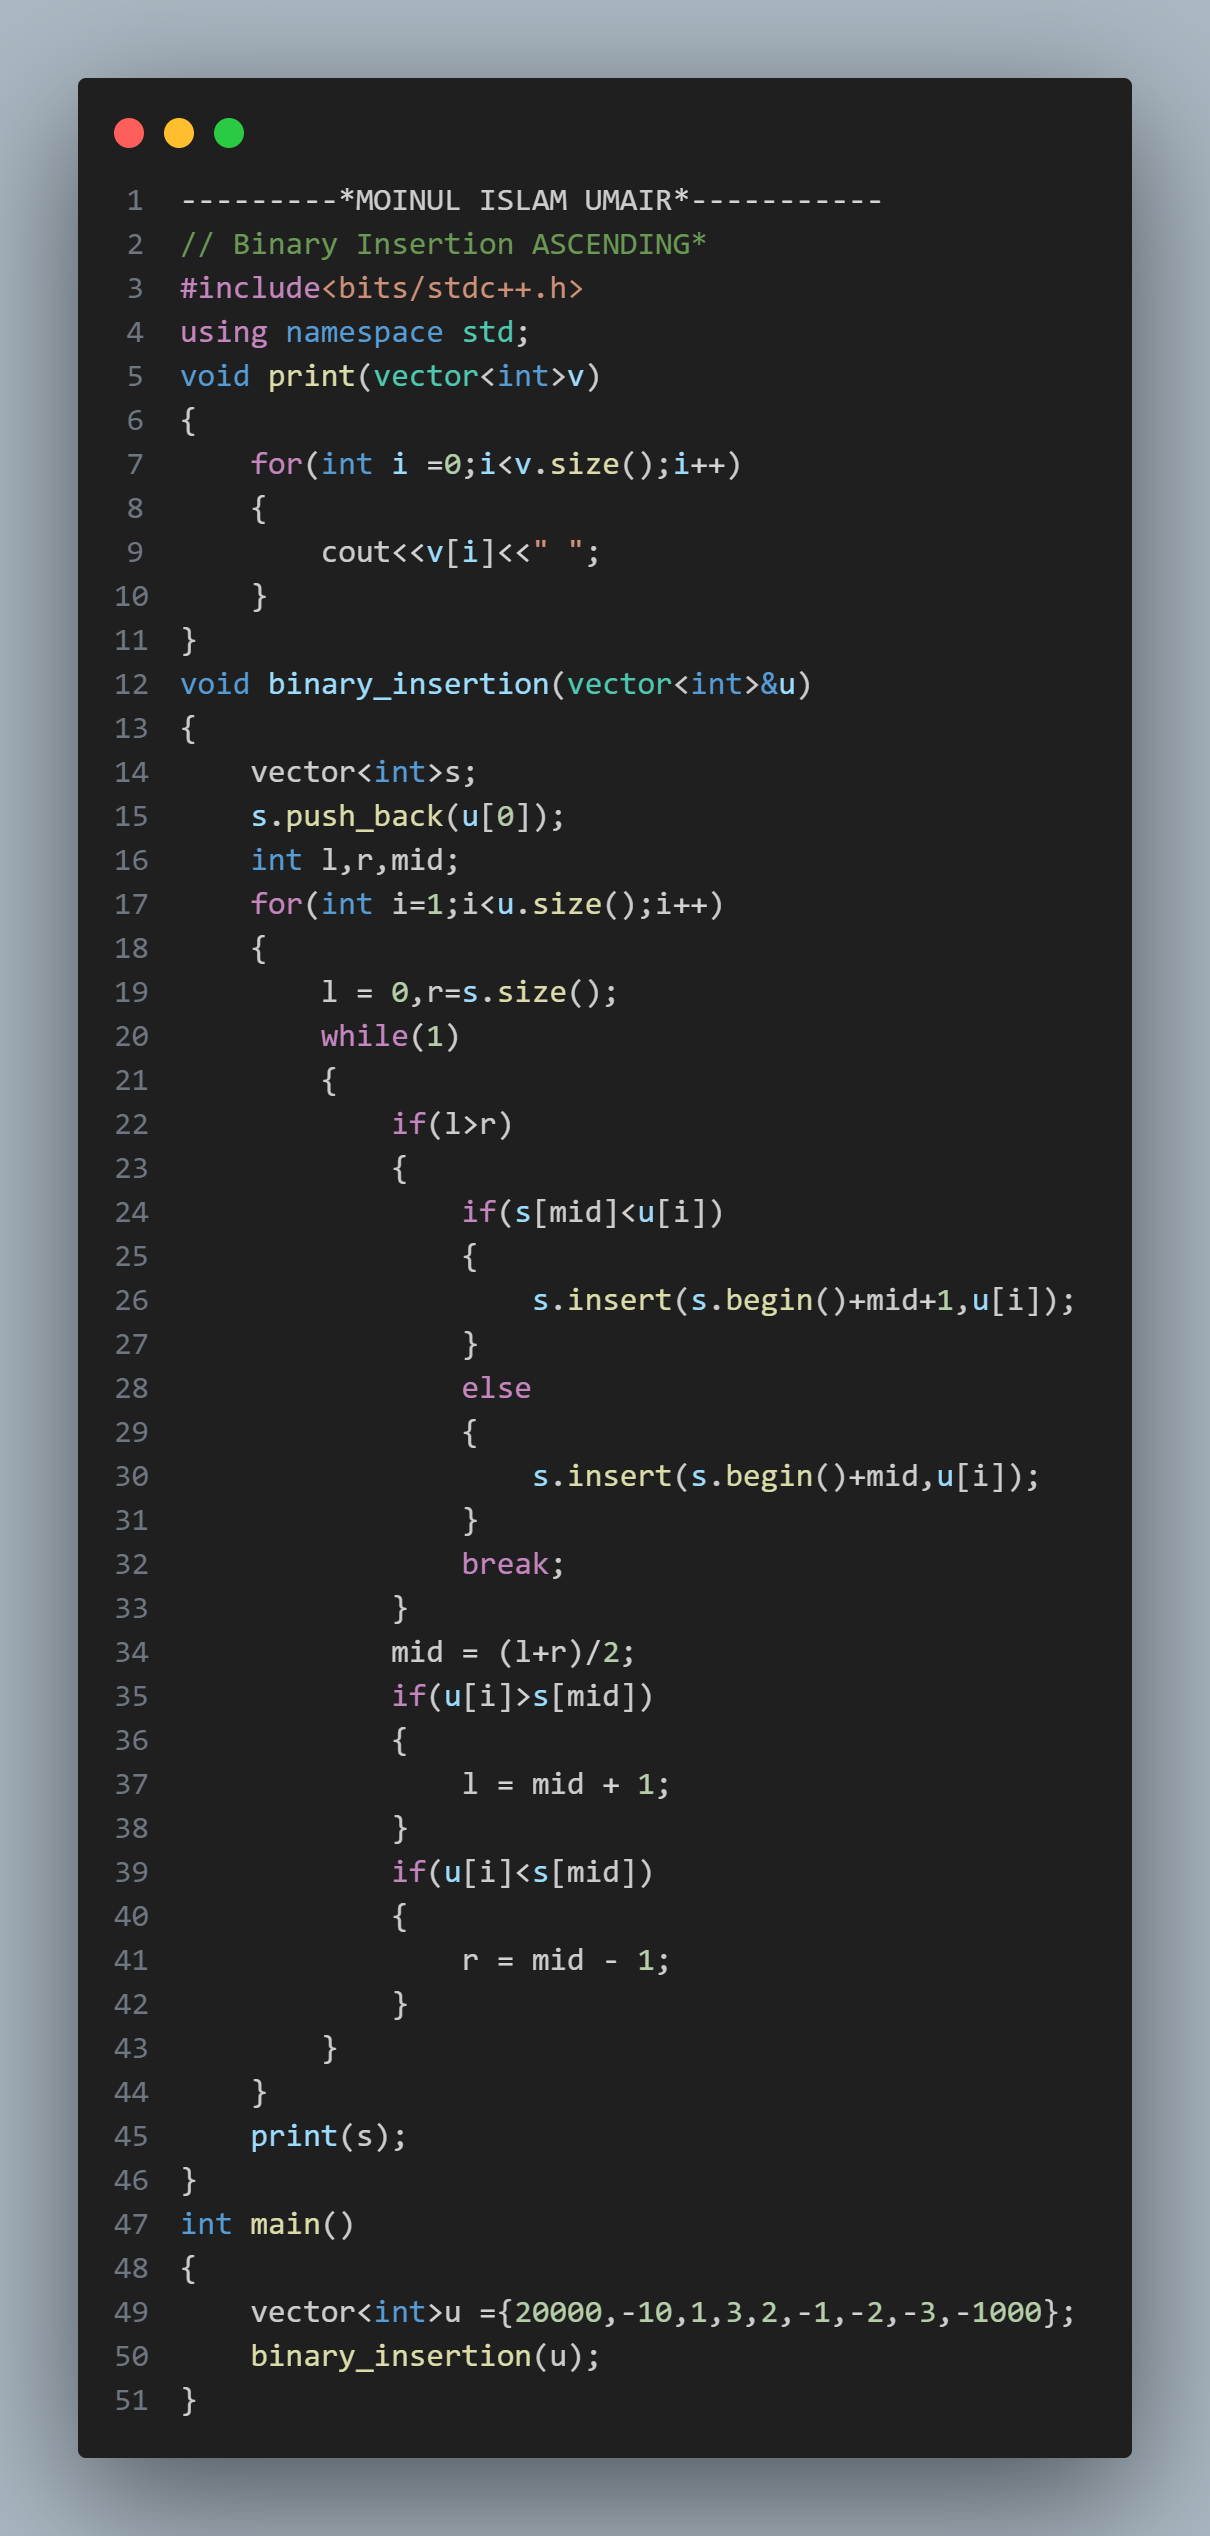 1 ---------*MOINUL ISLAM UMAIR*-----------
2 // Binary Insertion ASCENDING*
3 #include<bits/stdc++.h>
4 using namespace std;
5 void print(vector<int>v)
6 {
7     for(int i =0;i<v.size();i++)
8     {
9         cout<<v[i]<<" ";
10     }
11 }
12 void binary_insertion(vector<int>&u)
13 {
14     vector<int>s;
15     s.push_back(u[0]);
16     int l,r,mid;
17     for(int i=1;i<u.size();i++)
18     {
19         l = 0,r=s.size();
20         while(1)
21         {
22             if(l>r)
23             {
24                 if(s[mid]<u[i])
25                 {
26                     s.insert(s.begin()+mid+1,u[i]);
27                 }
28                 else
29                 {
30                     s.insert(s.begin()+mid,u[i]);
31                 }
32                 break;
33             }
34             mid = (l+r)/2;
35             if(u[i]>s[mid])
36             {
37                 l = mid + 1;
38             }
39             if(u[i]<s[mid])
40             {
41                 r = mid - 1;
42             }
43         }
44     }
45     print(s);
46 }
47 int main()
48 {
49     vector<int>u ={20000,-10,1,3,2,-1,-2,-3,-1000};
50     binary_insertion(u);
51 }